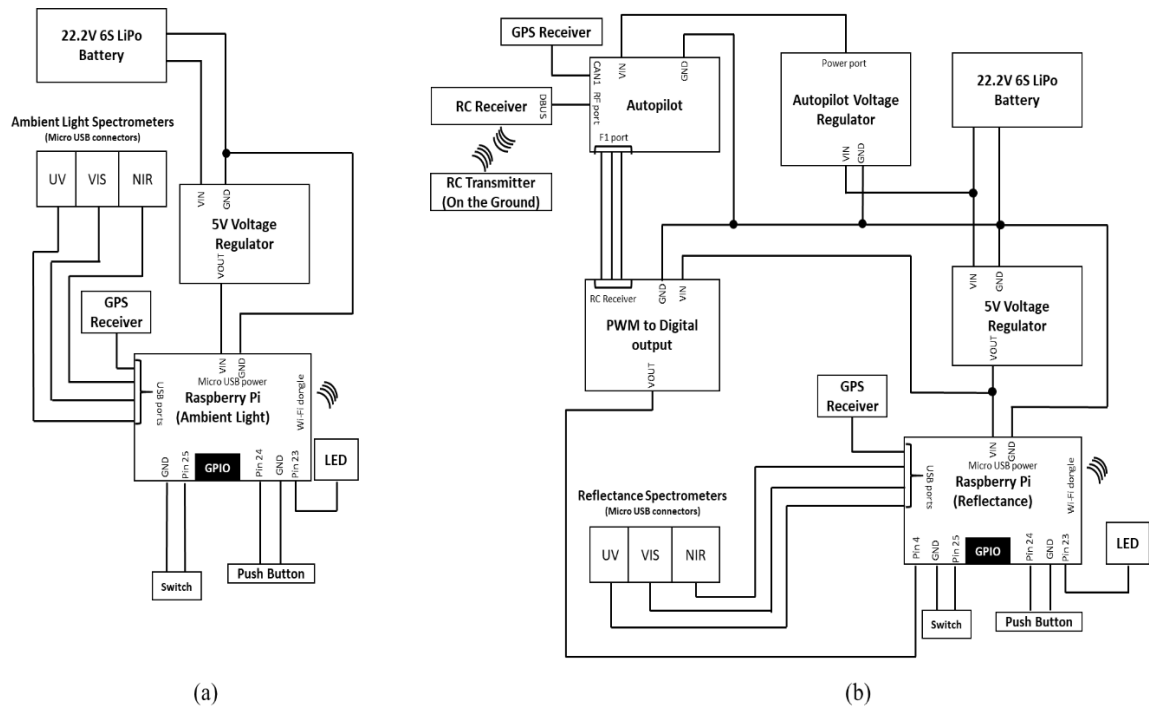 22.2V 6S LiPo
Battery
Ambient Light Spectrometers
(Micro USB connectors)
UV
VIS
NIR
VIN
GND
5V Voltage
Regulator
VOUT
GPS
Receiver
VIN
GND
Micro USB power
USB ports
Raspberry Pi
(Ambient Light)
Wi-Fi dongle
GND
Pin 25
GPIO
Pin 24
GND
Pin 23
LED
Switch
Push Button
(a)
GPS Receiver
CAN1
VIN
GND
RF port
Autopilot
F1 port
RC Receiver
DBUS
RC Transmitter
(On the Ground)
Power port
Autopilot Voltage
Regulator
VIN
GND
22.2V 6S LiPo
Battery
RC Receiver
GND
VIN
PWM to Digital
output
VOUT
VIN
GND
5V Voltage
Regulator
VOUT
GPS
Receiver
VIN
GND
Micro USB power
USB ports
Raspberry Pi
(Reflectance)
Wi-Fi dongle
Pin 4
GND
Pin 25
GPIO
Pin 24
GND
Pin 23
LED
Reflectance Spectrometers
(Micro USB connectors)
UV
VIS
NIR
Switch
Push Button
(b)